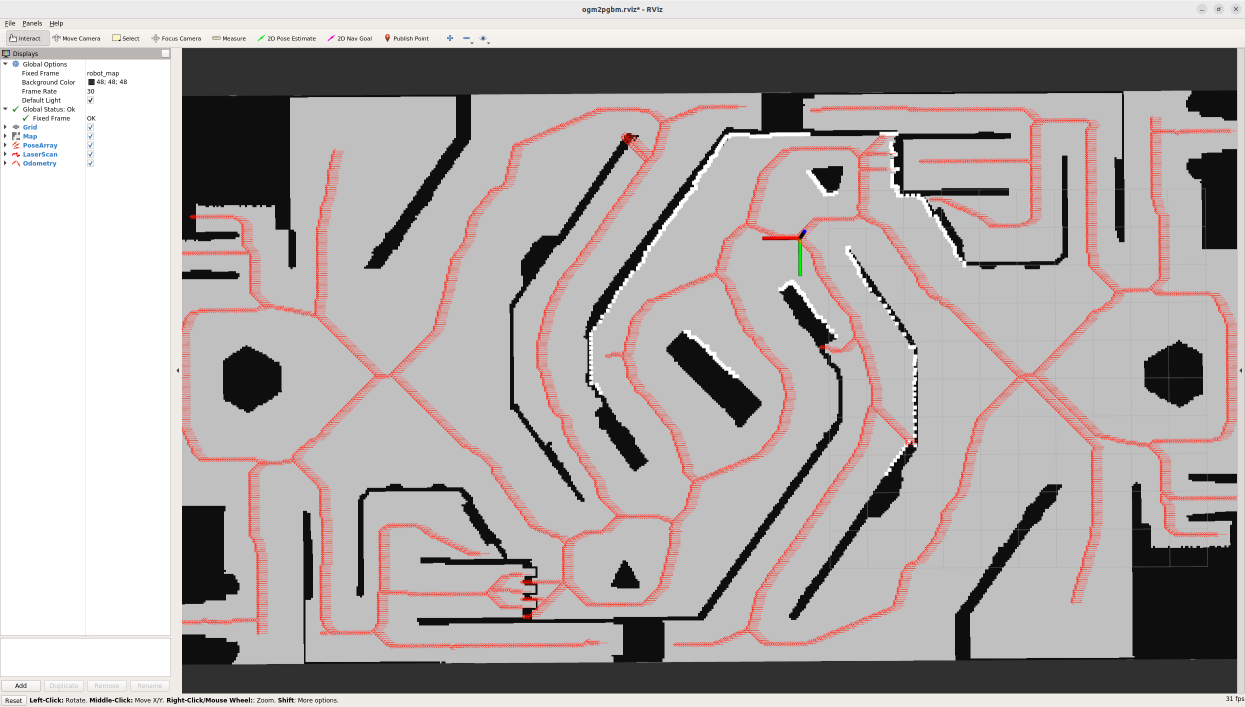 ogm2pgbm.rviz* - RViz
File Panels Help
Interact Move Camera Select Focus Camera Measure 2D Pose Estimate 2D Nav Goal Publish Point
Displays
Global Options
Fixed Frame robot_map
Background Color 48; 48; 48
Frame Rate 30
Default Light
Global Status: Ok
Fixed Frame OK
Grid
Map
PoseArray
LaserScan
Odometry
Add Duplicate Remove Rename
Reset Left-Click: Rotate. Middle-Click: Move X/Y. Right-Click/Mouse Wheel:: Zoom. Shift: More options. 31 fps